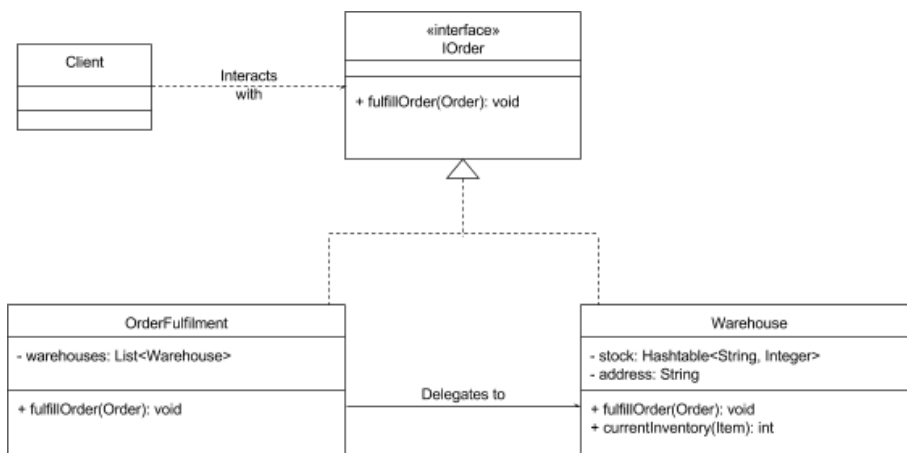 «interface»
IOrder
Client
Interacts
with
+ fulfillOrder(Order): void
OrderFulfilment
- warehouses: List<Warehouse>
+ fulfillOrder(Order): void
Delegates to
Warehouse
- stock: Hashtable<String, Integer>
- address: String
+ fulfillOrder(Order): void
+ currentInventory(Item): int